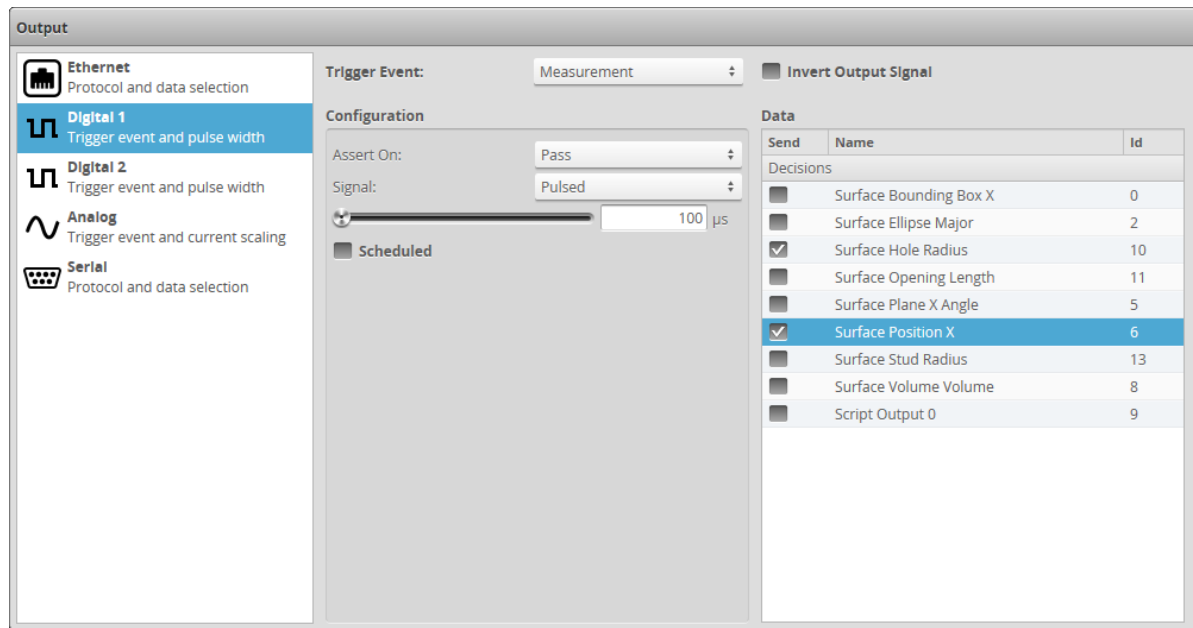 Output
Ethernet
Protocol and data selection
Digital 1
Trigger event and pulse width
Digital 2
Trigger event and pulse width
Analog
Trigger event and current scaling
Serial
Protocol and data selection
Trigger Event: Measurement
Configuration
Assert On: Pass
Signal: Pulsed
100 µs
Scheduled
Invert Output Signal
Data
Send Name Id
Decisions
Surface Bounding Box X 0
Surface Ellipse Major 2
Surface Hole Radius 10
Surface Opening Length 11
Surface Plane X Angle 5
Surface Position X 6
Surface Stud Radius 13
Surface Volume Volume 8
Script Output 0 9